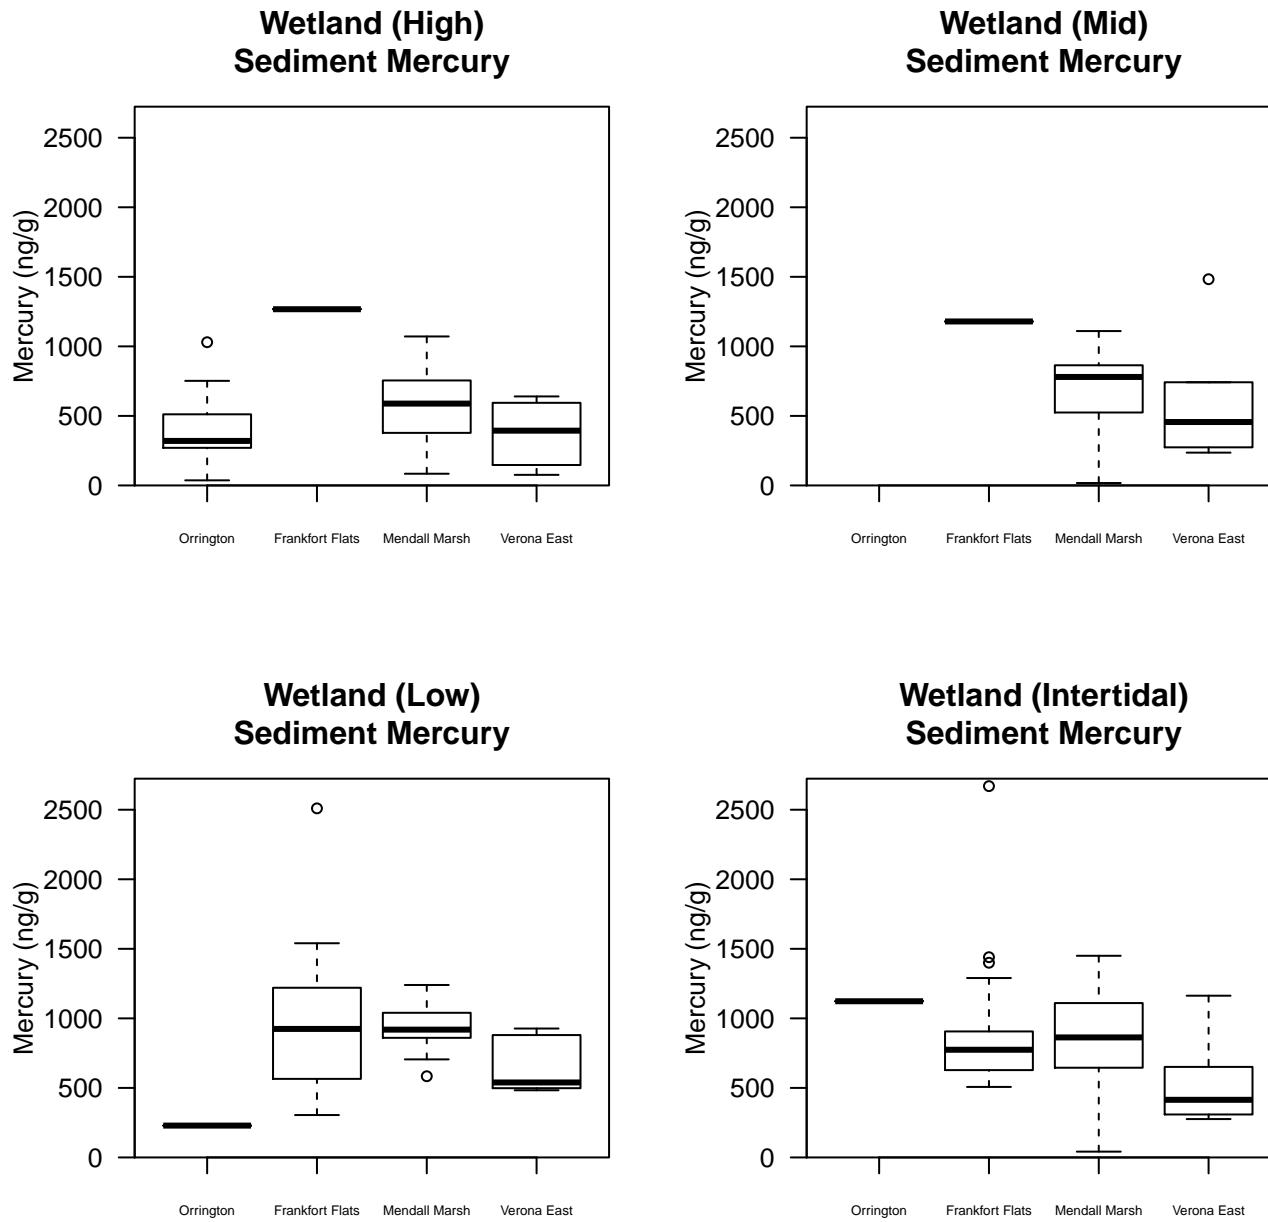 Wetland (High)
Sediment Mercury
Mercury (ng/g)
2500
2000
1500
1000
500
0
Orrington Frankfort Flats Mendall Marsh Verona East
Wetland (Mid)
Sediment Mercury
Mercury (ng/g)
2500
2000
1500
1000
500
0
Orrington Frankfort Flats Mendall Marsh Verona East
Wetland (Low)
Sediment Mercury
Mercury (ng/g)
2500
2000
1500
1000
500
0
Orrington Frankfort Flats Mendall Marsh Verona East
Wetland (Intertidal)
Sediment Mercury
Mercury (ng/g)
2500
2000
1500
1000
500
0
Orrington Frankfort Flats Mendall Marsh Verona East